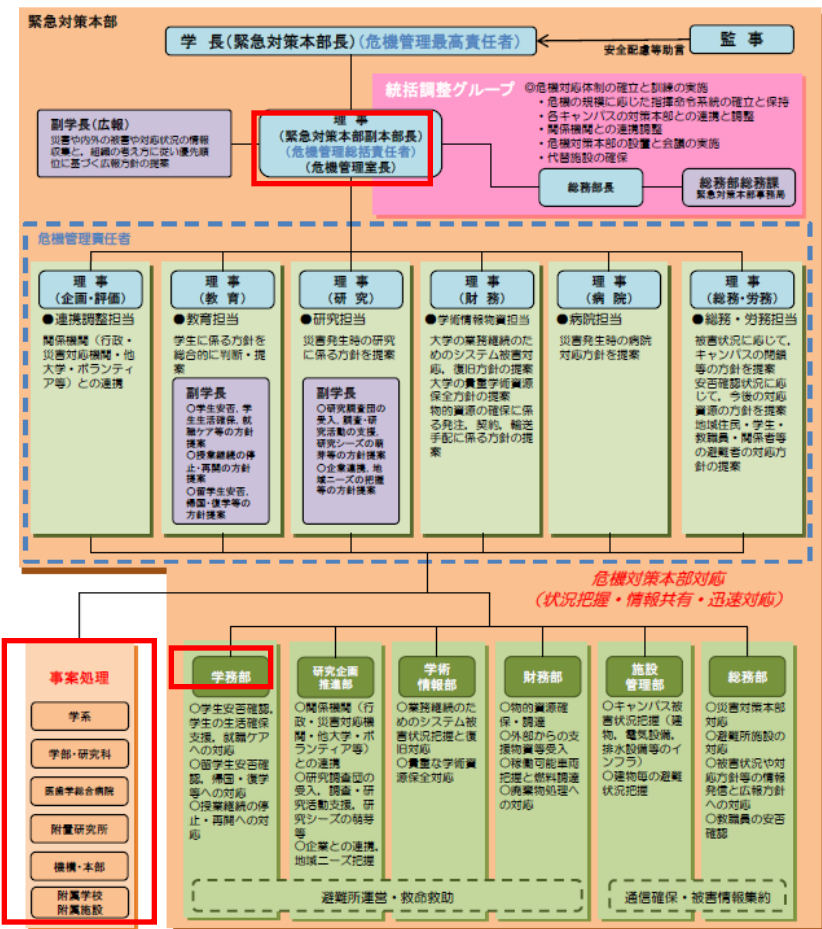 緊急対策本部
学 長(緊急対策本部長)(危機管理最高責任者)
安全配慮等助言
監 事
統括調整グループ
◎危機対応体制の確立と訓練の実施
・危機の規模に応じた指揮命令系統の確立と保持
・各キャンパスの対策本部との連携と調整
・関係機関との連携調整
・危機対策本部の設置と会議の実施
・代替施設の確保
副学長(広報)
災害や内外の被害や対応状況の情報
収集と、組織の考え方に従い優先順
位に基づく広報方針の提案
理 事
(緊急対策本部副本部長)
(危機管理総括責任者)
(危機管理室長)
総務部長
総務部総務課
緊急対策本部事務局
危機管理責任者
理 事
(企画・評価)
●連携調整担当
関係機関（行政・
災害対応機関・他
大学・ボランティ
ア等）との連携
理 事
(教 育)
●教育担当
学生に係る方針を
総合的に判断・提
案
副学長
○学生安否、学
生生活確保、就
職ケア等の方針
提案
○授業継続の停
止・再開の方針
提案
○留学生安否、
帰国・復学等の
方針提案
理 事
(研 究)
●研究担当
災害発生時の研究
に係る方針を提案
副学長
○研究調査団の
受入、調査・研
究活動の支援、
研究シーズの萌
芽等の方針提案
○企業連携、地
域ニーズの把握
等の方針提案
理 事
(財 務)
●学術情報物資担当
大学の業務継続のた
めのシステム被害対
応，復旧方針の提案
大学の貴重学術資源
保全方針の提案
物的資源の確保に係
る発注，契約，輸送
手配に係る方針の提
案
理 事
(病 院)
●病院担当
災害発生時の病院
対応方針を提案
理 事
(総務・労務)
●総務・労務担当
被害状況に応じて，
キャンパスの閉鎖
等の方針を提案
安否確認状況に応
じて，今後の対応
資源の方針を提案
地域住民・学生・
教職員・関係者等
の避難者の対応方
針の提案
危機対策本部対応
（状況把握・情報共有・迅速対応）
事案処理
学系
学部・研究科
医歯学総合病院
附置研究所
機構・本部
附属学校
附属施設
学務部
○学生安否確認，
学生の生活確保
支援，就職ケア
への対応
○留学生安否確
認，帰国・復学
等への対応
○授業継続の停
止・再開への対
応
研究企画
推進部
○関係機関（行
政・災害対応機
関・他大学・ボ
ランティア等）
との連携
○研究調査団の
受入，調査・研
究活動支援，研
究シーズの萌芽
等
○企業との連携，
地域ニーズ把握
学術
情報部
○業務継続のた
めのシステム被
害状況把握と復
旧対応
○貴重な学術資
源保全対応
財務部
○物的資源確
保・調達
○外部からの支
援物資等受入
○稼働可能車両
把握と燃料調達
○廃棄物処理へ
の対応
施設
管理部
○キャンパス被
害状況把握（建
物，電気設備，
排水設備等のイ
ンフラ）
○建物毎の避難
状況把握
総務部
○災害対策本部
対応
○避難所施設の
対応
○被害状況や対
応方針等の情報
発信と広報方針
への対応
○教職員の安否
確認
避難所運営・救命救助
通信確保・被害情報集約